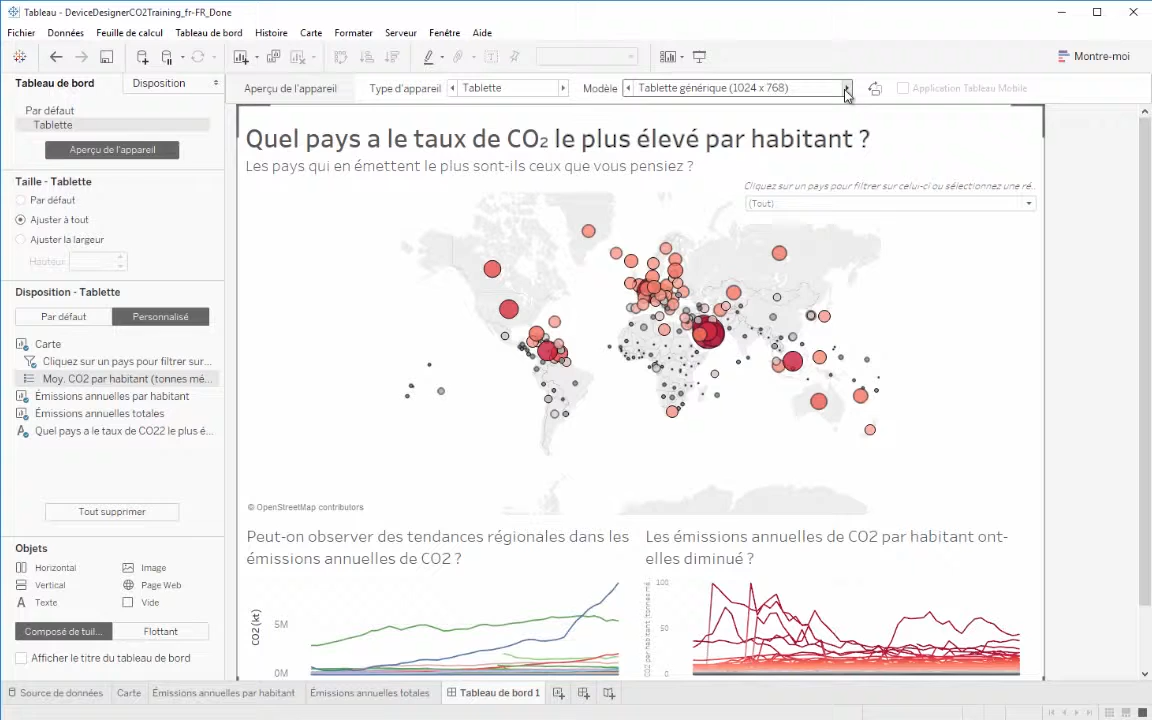 Tableau - DeviceDesignerCO2Training_fr-FR_Done
Fichier Données Feuille de calcul Tableau de bord Histoire Carte Formater Serveur Fenêtre Aide
Montre-moi
Tableau de bord Disposition
Aperçu de l'appareil Type d'appareil Tablette Modèle Tablette générique (1024 x 768) Application Tableau Mobile
Par défaut
Tablette
Aperçu de l'appareil
Taille - Tablette
Par défaut
Ajuster à tout
Ajuster la largeur
Hauteur
Disposition - Tablette
Par défaut Personnalisé
Carte
Cliquez sur un pays pour filtrer sur...
Moy. CO2 par habitant (tonnes mé...
Émissions annuelles par habitant
Émissions annuelles totales
Quel pays a le taux de CO22 le plus é...
Tout supprimer
Objets
Horizontal Image
Vertical Page Web
Texte Vide
Composé de tuil... Flottant
Afficher le titre du tableau de bord
Quel pays a le taux de CO₂ le plus élevé par habitant ?
Les pays qui en émettent le plus sont-ils ceux que vous pensiez ?
Cliquez sur un pays pour filtrer sur celui-ci ou sélectionnez une ré..
(Tout)
© OpenStreetMap contributors
Peut-on observer des tendances régionales dans les
émissions annuelles de CO2 ?
CO2 (kt)
5M
0M
Les émissions annuelles de CO2 par habitant ont-
elles diminué ?
CO2 par habitant (tonnes mé..
100
50
0
Source de données Carte Émissions annuelles par habitant Émissions annuelles totales Tableau de bord 1